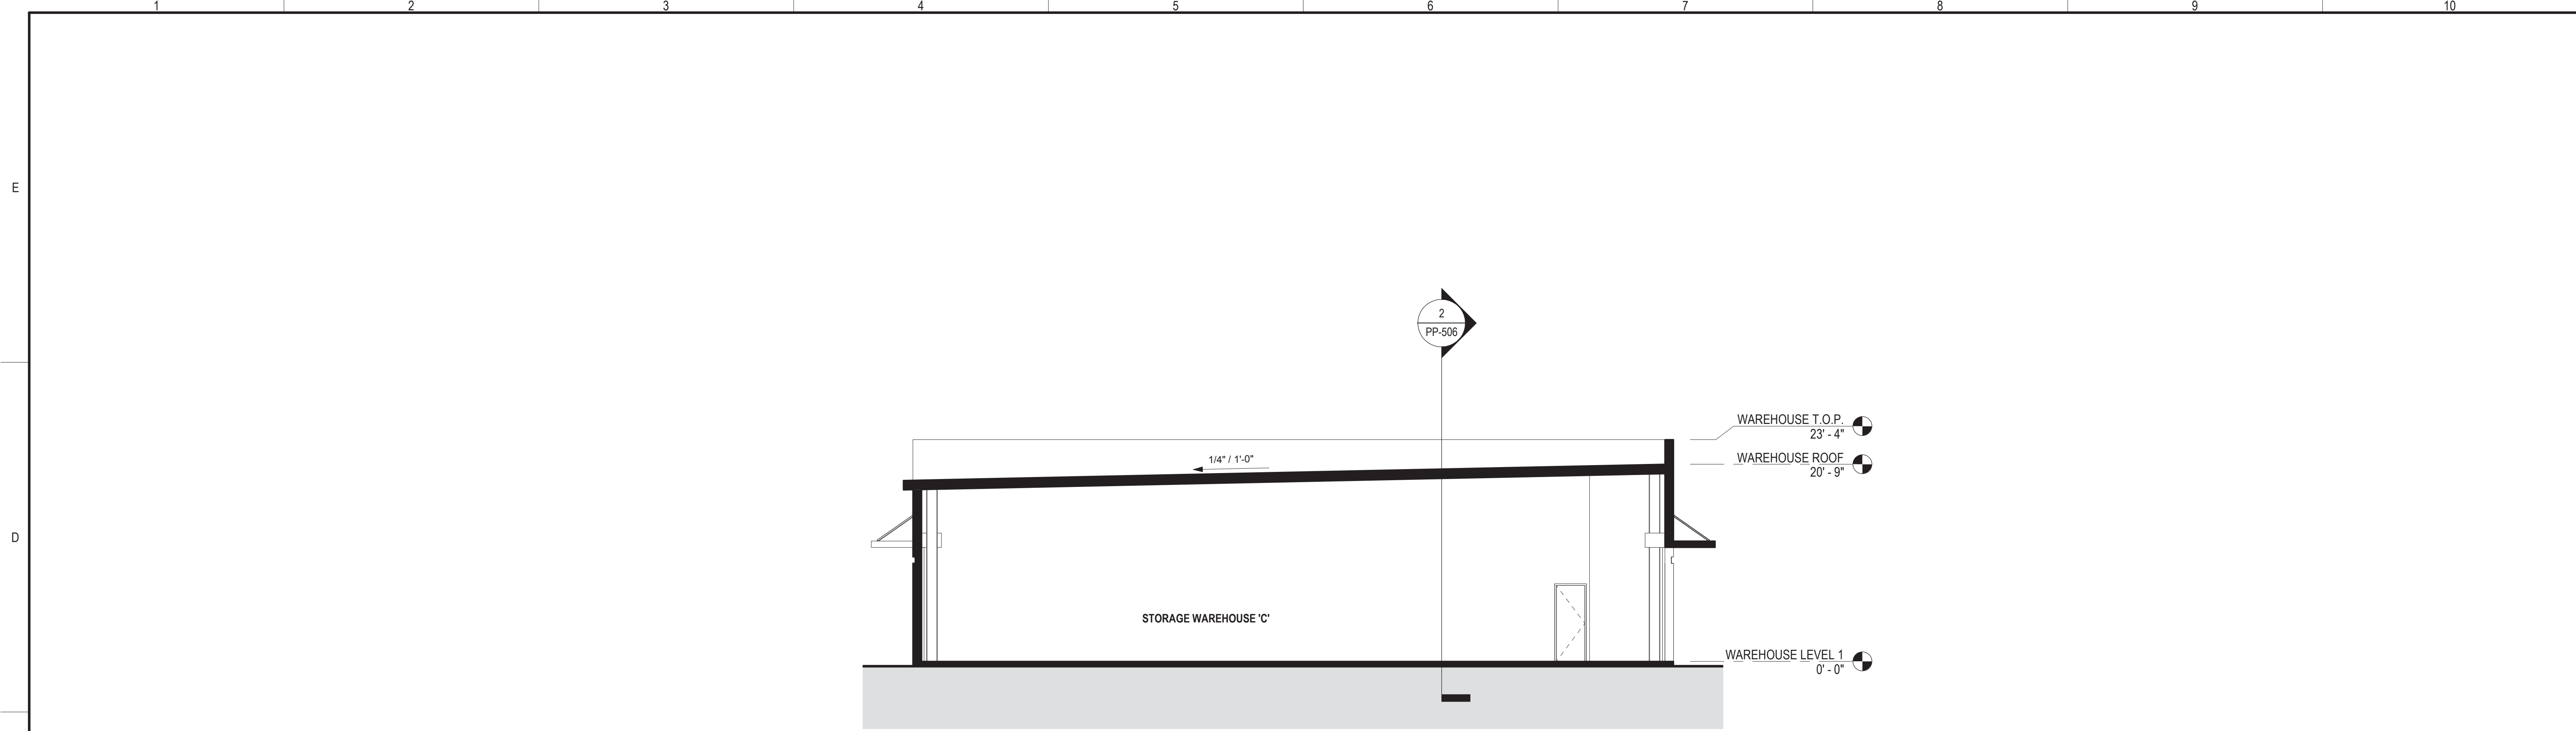 1 2 3 4 5 6 7 8 9 10
E
2
PP-506
WAREHOUSE T.O.P.
23' - 4"
1/4" / 1'-0"
WAREHOUSE ROOF
20' - 9"
D
STORAGE WAREHOUSE 'C'
WAREHOUSE LEVEL 1
0' - 0"